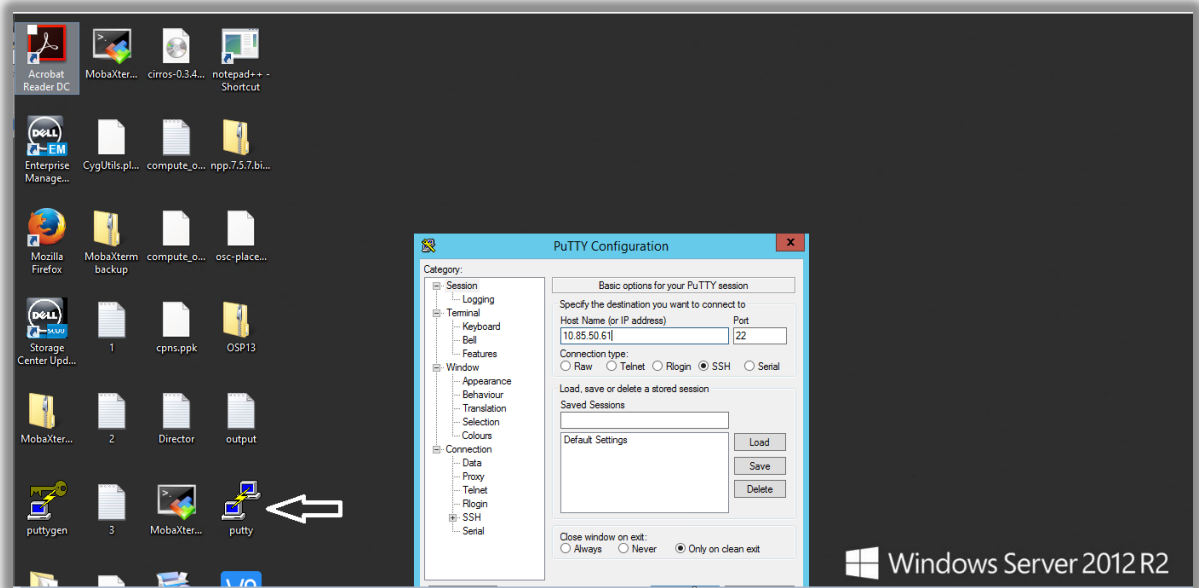 Acrobat
Reader DC
MobaXter...
cirros-0.3.4...
notepad++ -
Shortcut
DELL
EM
Enterprise
Manage...
CygUtils.pl...
compute_o...
npp.7.5.7.bi...
Mozilla
Firefox
MobaXterm
backup
compute_o...
osc-place...
DELL
Storage
Center Upd...
1
cpns.ppk
OSP13
MobaXter...
2
Director
output
puttygen
3
MobaXter...
putty
PuTTY Configuration
x
Category:
Session
Logging
Terminal
Keyboard
Bell
Features
Window
Appearance
Behaviour
Translation
Selection
Colours
Connection
Data
Proxy
Telnet
Rlogin
SSH
Serial
Basic options for your PuTTY session
Specify the destination you want to connect to
Host Name (or IP address) Port
10.85.50.61 22
Connection type:
Raw Telnet Rlogin SSH Serial
Load, save or delete a stored session
Saved Sessions
Default Settings
Load
Save
Delete
Close window on exit:
Always Never Only on clean exit
Windows Server 2012 R2